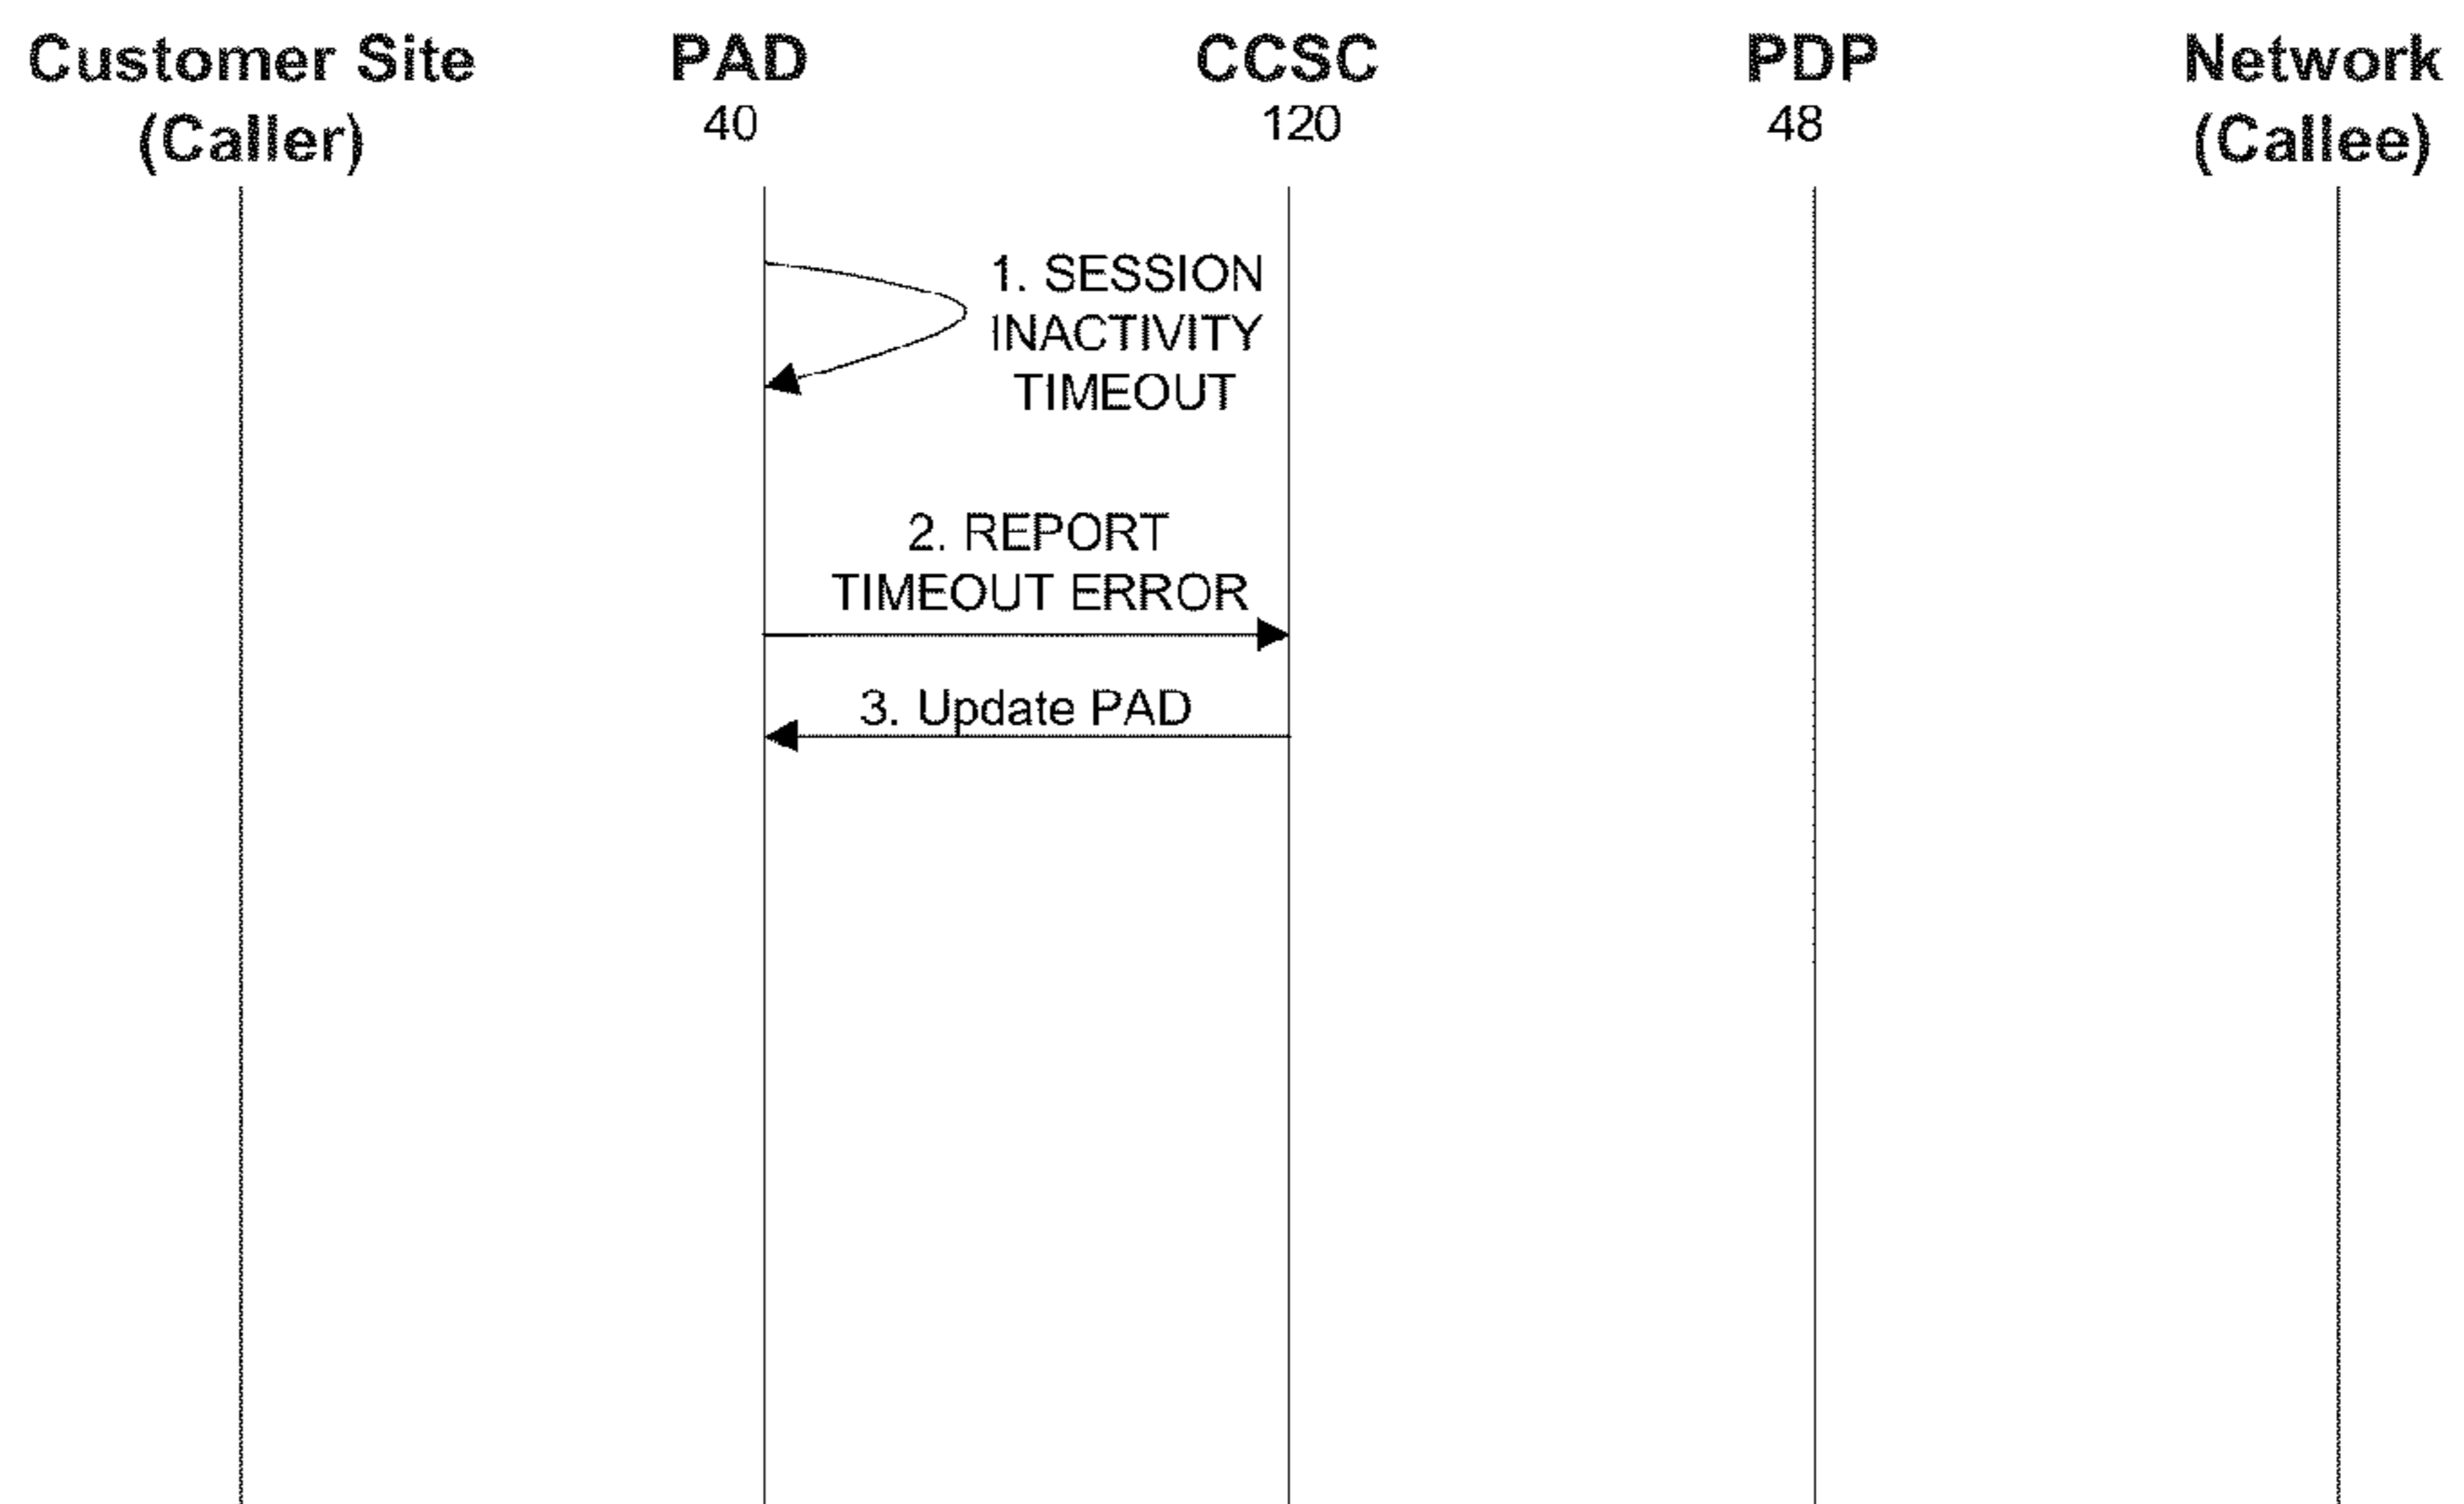 Customer Site
(Caller)
PAD
40
CCSC
120
PDP
48
Network
(Callee)
1. SESSION
INACTIVITY
TIMEOUT
2. REPORT
TIMEOUT ERROR
3. Update PAD